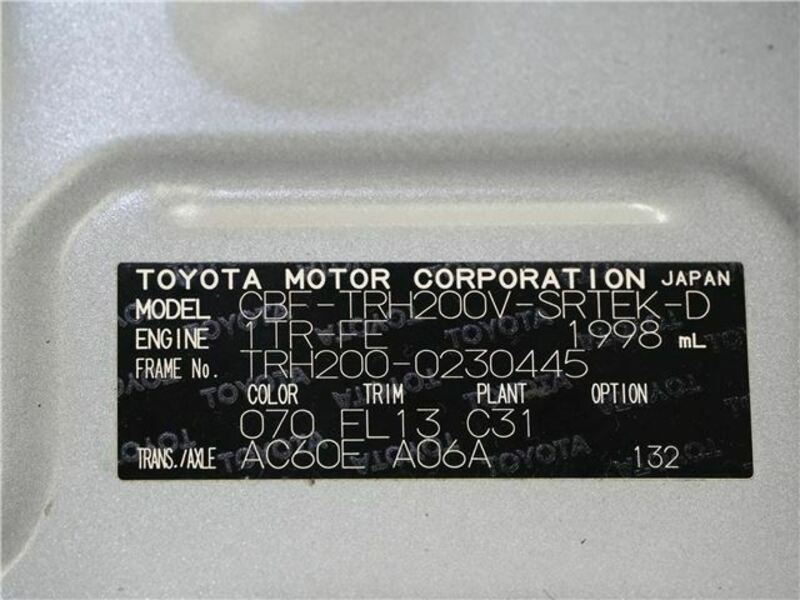 TOYOTA MOTOR CORPORATION JAPAN
MODEL CBF-TRH200V-SRTEK-D
ENGINE 1TR-FE 1998 mL
FRAME No. TRH200-0230445
COLOR TRIM PLANT OPTION
070 EL13 C31
TRANS./AXLE AC60E A06A 132